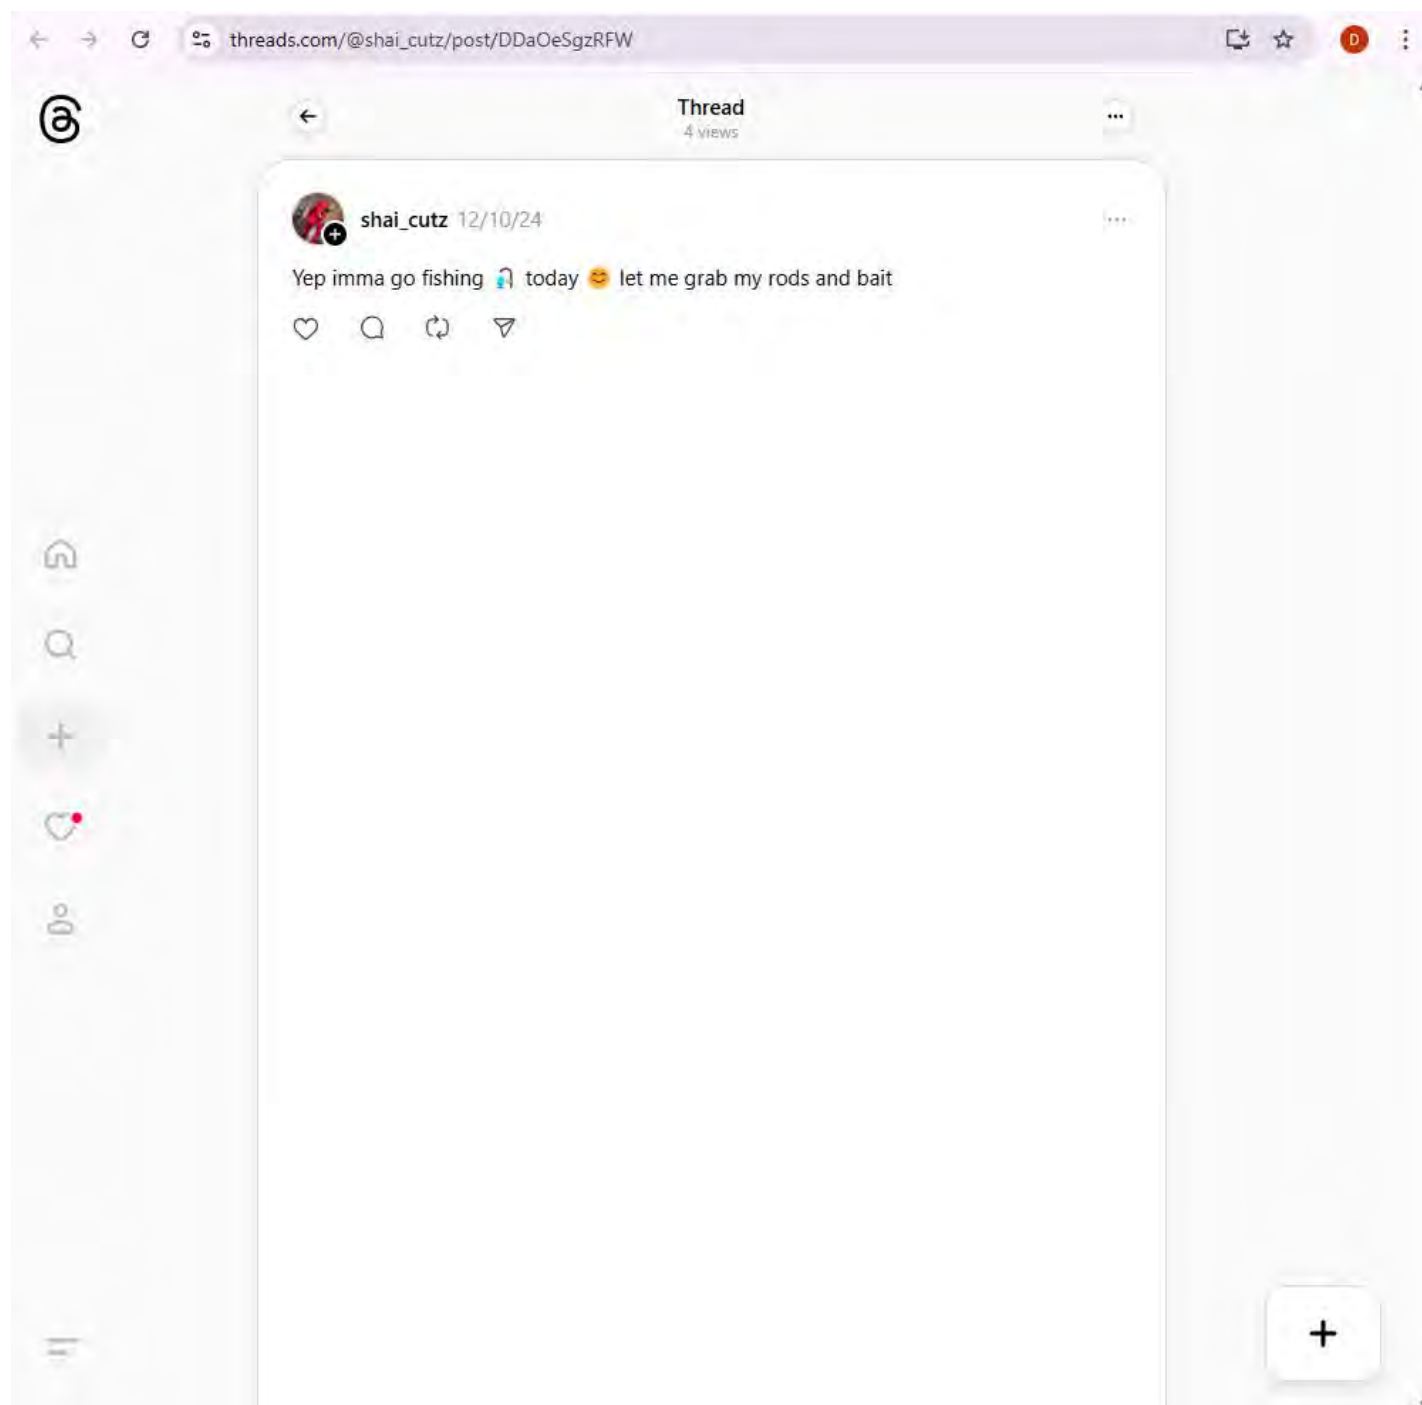 threads.com/@shai_cutz/post/DDaOeSgzRFW
D
Thread
4 views
shai_cutz 12/10/24
Yep imma go fishing 🎣 today 😊 let me grab my rods and bait